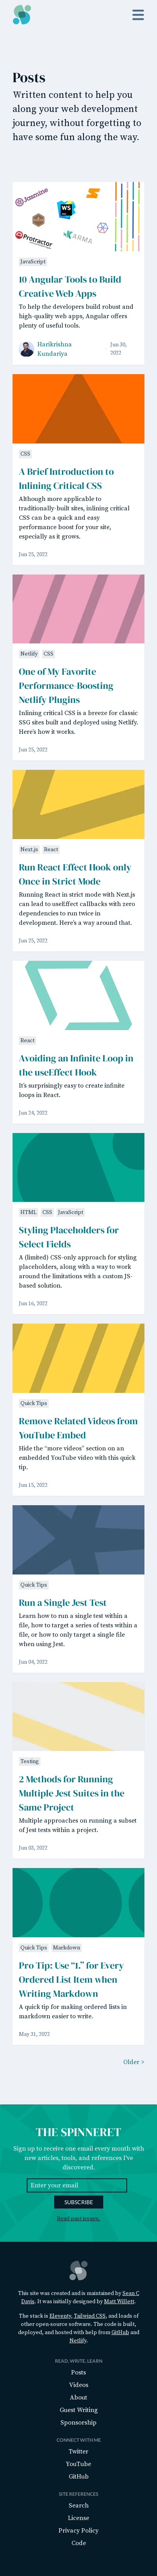 Posts
Written content to help you
along your development
journey, without forgetting to
have some fun along the way.
Jasmine
WS
Protractor
KARMA
JavaScript
10 Angular Tools to Build
Creative Web Apps
To help the developers build robust and
high-quality web apps, Angular offers
plenty of useful tools.
Harikrishna
Kundariya
Jun 30,
2022
CSS
A Brief Introduction to
Inlining Critical CSS
Although more applicable to
traditionally-built sites, inlining critical
CSS can be a quick and easy
performance boost for your site,
especially as it grows.
Jun 25, 2022
Netlify CSS
One of My Favorite
Performance-Boosting
Netlify Plugins
Inlining critical CSS is a breeze for classic
SSG sites built and deployed using Netlify.
Here's how it works.
Jun 25, 2022
Next.js React
Run React Effect Hook only
Once in Strict Mode
Running React in strict mode with Next.js
can lead to useEffect callbacks with zero
dependencies to run twice in
development. Here's a way around that.
Jun 25, 2022
React
Avoiding an Infinite Loop in
the useEffect Hook
It's surprisingly easy to create infinite
loops in React.
Jun 24, 2022
HTML CSS JavaScript
Styling Placeholders for
Select Fields
A (limited) CSS-only approach for styling
placeholders, along with a way to work
around the limitations with a custom JS-
based solution.
Jun 16, 2022
Quick Tips
Remove Related Videos from
YouTube Embed
Hide the “more videos” section on an
embedded YouTube video with this quick
tip.
Jun 15, 2022
Quick Tips
Run a Single Jest Test
Learn how to run a single test within a
file, how to target a series of tests within a
file, or how to only target a single file
when using Jest.
Jun 04, 2022
Testing
2 Methods for Running
Multiple Jest Suites in the
Same Project
Multiple approaches on running a subset
of Jest tests within a project.
Jun 03, 2022
Quick Tips Markdown
Pro Tip: Use “1.” for Every
Ordered List Item when
Writing Markdown
A quick tip for making ordered lists in
markdown easier to write.
May 31, 2022
Older >
THE SPINNERET
Sign up to receive one email every month with
new articles, tools, and references I've
discovered.
Enter your email
SUBSCRIBE
Read past issues.
This site was created and is maintained by Sean C
Davis. It was initially designed by Matt Willett.
The stack is Eleventy, Tailwind CSS, and loads of
other open-source software. The code is built,
deployed, and hosted with help from GitHub and
Netlify.
READ, WRITE, LEARN
Posts
Videos
About
Guest Writing
Sponsorship
CONNECT WITH ME
Twitter
YouTube
GitHub
SITE REFERENCES
Search
License
Privacy Policy
Code